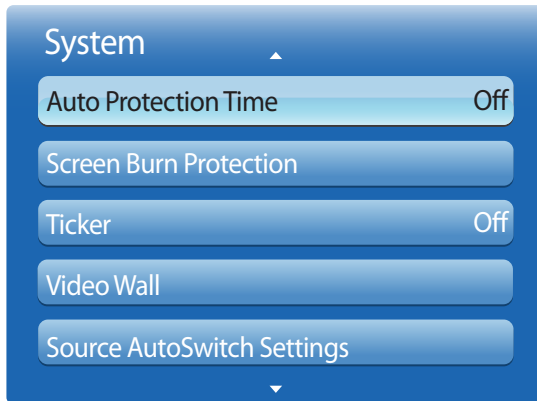 System
Auto Protection Time Off
Screen Burn Protection
Ticker Off
Video Wall
Source AutoSwitch Settings